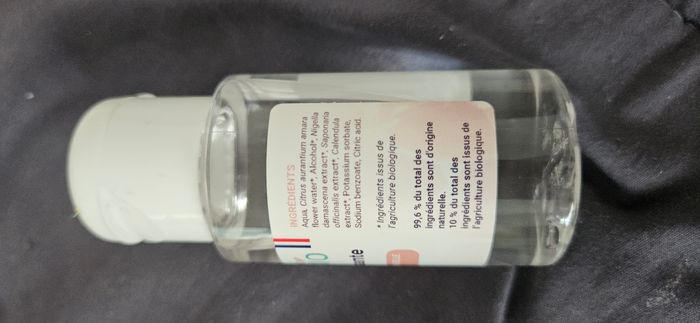 INGRÉDIENTS
Aqua, Citrus aurantium amara
flower water*, Alcohol*, Nigella
damascena extract*, Saponaria
officinalis extract*, Calendula
extract*, Potassium sorbate,
Sodium benzoate, Citric acid.
* Ingrédients issus de
l'agriculture biologique.
99,6 % du total des
ingrédients sont d'origine
naturelle.
10 % du total des
ingrédients sont issus de
l'agriculture biologique.